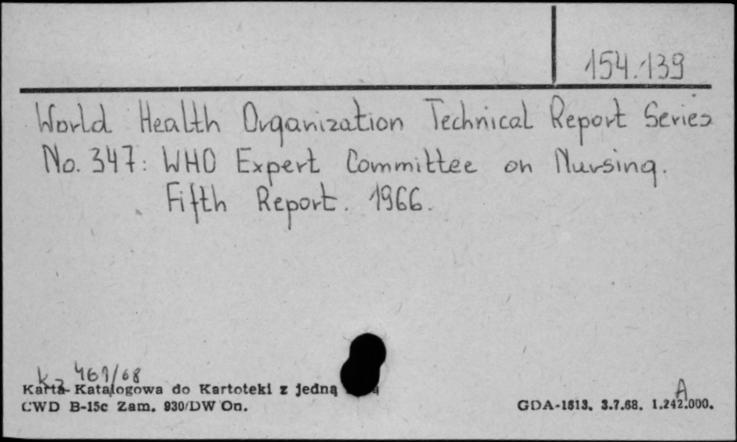 154.139
World Health Organization Technical Report Series
No. 347: WHO Expert Committee on Nursing.
Fifth Report. 1966.
Kz 461/68
Karta Katalogowa do Kartoteki z jedną
CWD B-15c Zam. 930/DW On.
A
GDA-1613. 3.7.68. 1.242.000.